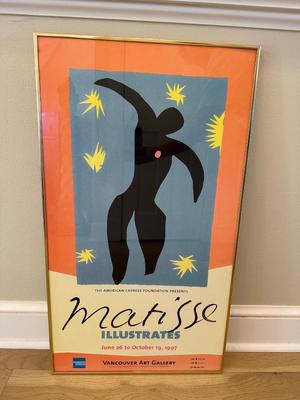 THE AMERICAN EXPRESS FOUNDATION PRESENTS
matisse
ILLUSTRATES
June 26 to October 19, 1997
VANCOUVER ART GALLERY